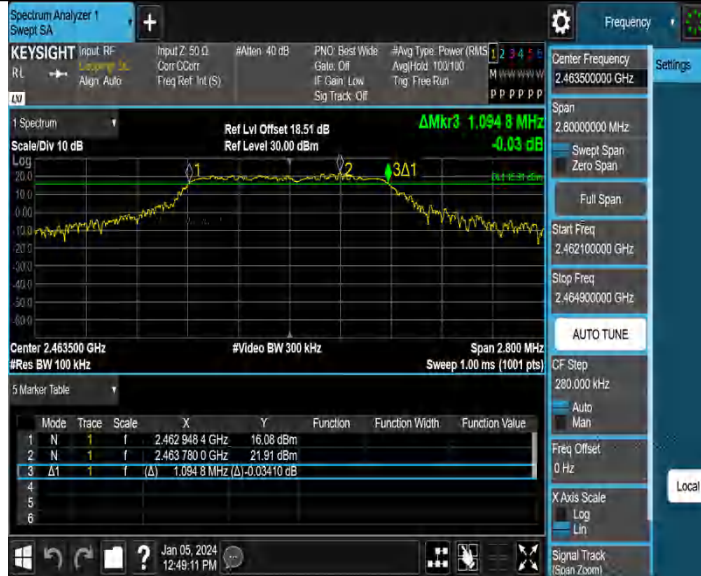 Spectrum Analyzer 1
Swept SA
+
Frequency
KEYSIGHT
Input: RF
Input Z: 50 Ω
#Atten: 40 dB
PNO: Best Wide
#Avg Type: Power (RMS
1 2 3 4 5 6
RL
Coupling: DC
Corr CCorr
Gate: Off
Avg|Hold: 100/100
Align: Auto
Freq Ref: Int (S)
IF Gain: Low
Trig: Free Run
Sig Track: Off
M W W W W W
P P P P P P
LXI
1 Spectrum
Ref Lvl Offset 18.51 dB
ΔMkr3 1.094 8 MHz
Scale/Div 10 dB
Ref Level 30.00 dBm
-0.03 dB
Log
1
2
3Δ1
20.0
10.0
0.00
-10.0
-20.0
-30.0
-40.0
-50.0
-60.0
Center 2.463500 GHz
#Video BW 300 kHz
Span 2.800 MHz
#Res BW 100 kHz
Sweep 1.00 ms (1001 pts)
5 Marker Table
Mode Trace Scale X Y Function Function Width Function Value
1 N 1 f 2.462 948 4 GHz 16.08 dBm
2 N 1 f 2.463 780 0 GHz 21.91 dBm
3 Δ1 1 f (Δ) 1.094 8 MHz (Δ) -0.03410 dB
4
5
6
?
Jan 05, 2024
12:49:11 PM
Center Frequency
2.463500000 GHz
Settings
Span
2.80000000 MHz
Swept Span
Zero Span
Full Span
Start Freq
2.462100000 GHz
Stop Freq
2.464900000 GHz
AUTO TUNE
CF Step
280.000 kHz
Auto
Man
Freq Offset
0 Hz
X Axis Scale
Log
Lin
Local
Signal Track
(Span Zoom)